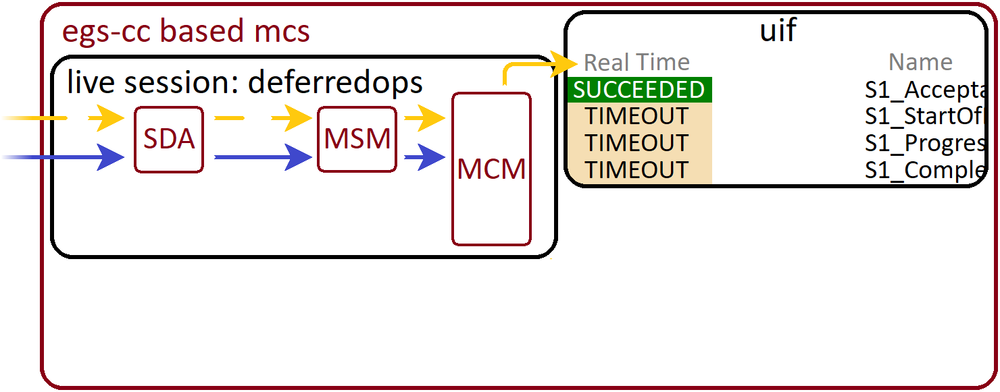 egs-cc based mcs
uif
live session: deferredops
SDA
MSM
MCM
Real Time Name
SUCCEEDED S1_Accepta
TIMEOUT S1_StartOf
TIMEOUT S1_Progres
TIMEOUT S1_Comple